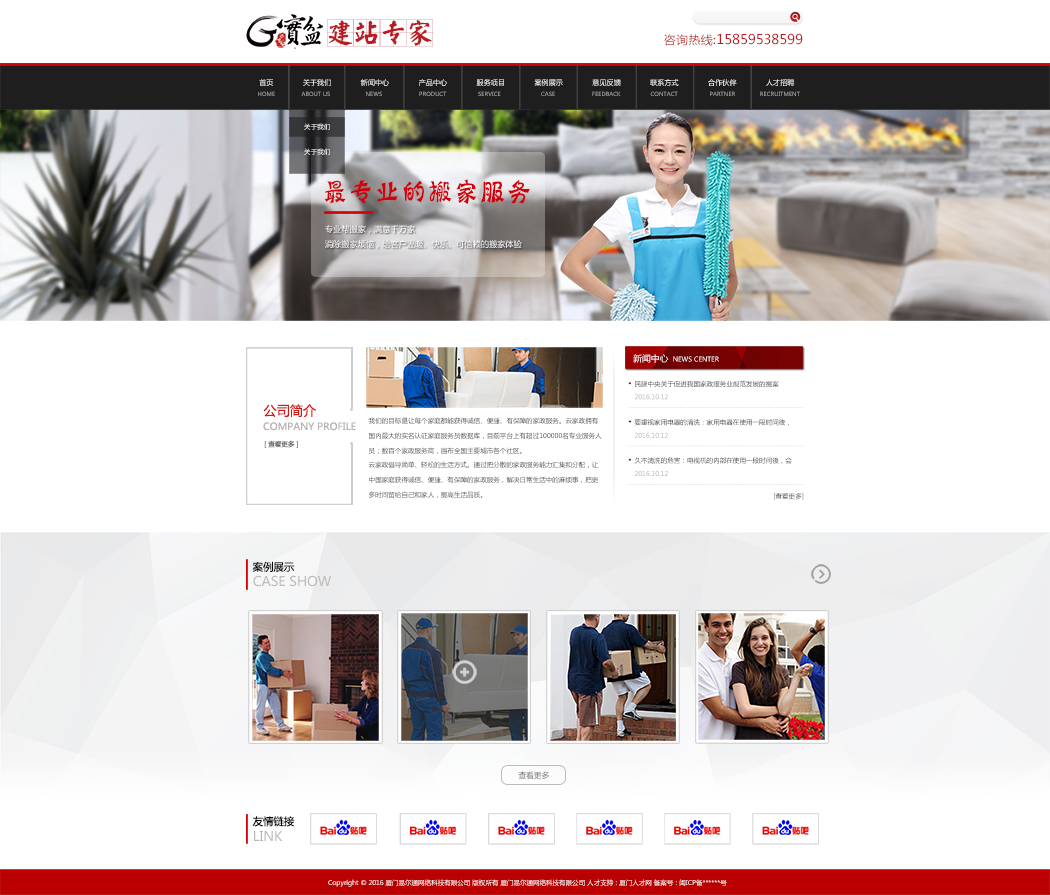 G寶盆 建站专家
咨询热线:15859538599
首页 关于我们 新闻中心 产品中心 服务项目 案例展示 意见反馈 联系方式 合作伙伴 人才招聘
HOME ABOUT US NEWS PRODUCT SERVICE CASE FEEDBACK CONTACT PARTNER RECRUITMENT
关于我们
关于我们
最专业的搬家服务
专业帮搬家，满意千万家
消除搬家烦恼，给客户业速、快乐、可信赖的搬家体验
公司简介
COMPANY PROFILE
[ 查看更多 ]
我们的目标是让每个家庭都能获得诚信、便捷、有保障的家政服务。云家政拥有
国内最大的实名认证家庭服务员数据库，目前平台上有超过100000名专业服务人
员；数百个家政服务商，遍布全国主要城市各个社区。
云家政倡导简单、轻松的生活方式。通过把分散的家政服务能力汇集和分配，让
中国家庭获得诚信、便捷、有保障的家政服务，解决日常生活中的麻烦事，把更
多时间留给自己和家人，提高生活品质。
新闻中心 NEWS CENTER
民建中央关于促进我国家政服务业规范发展的提案
2016.10.12
要重视家用电器的清洗：家用电器在使用一段时间後，
2016.10.12
久不清洗的危害：电视机的内部在使用一段时间後，会
2016.10.12
[查看更多]
案例展示
CASE SHOW
查看更多
友情链接
LINK
Bai贴吧 Bai贴吧 Bai贴吧 Bai贴吧 Bai贴吧 Bai贴吧
Copyright © 2016 厦门易尔通网络科技有限公司 版权所有 厦门易尔通网络科技有限公司 人才支持：厦门人才网 备案号：闽ICP备******号